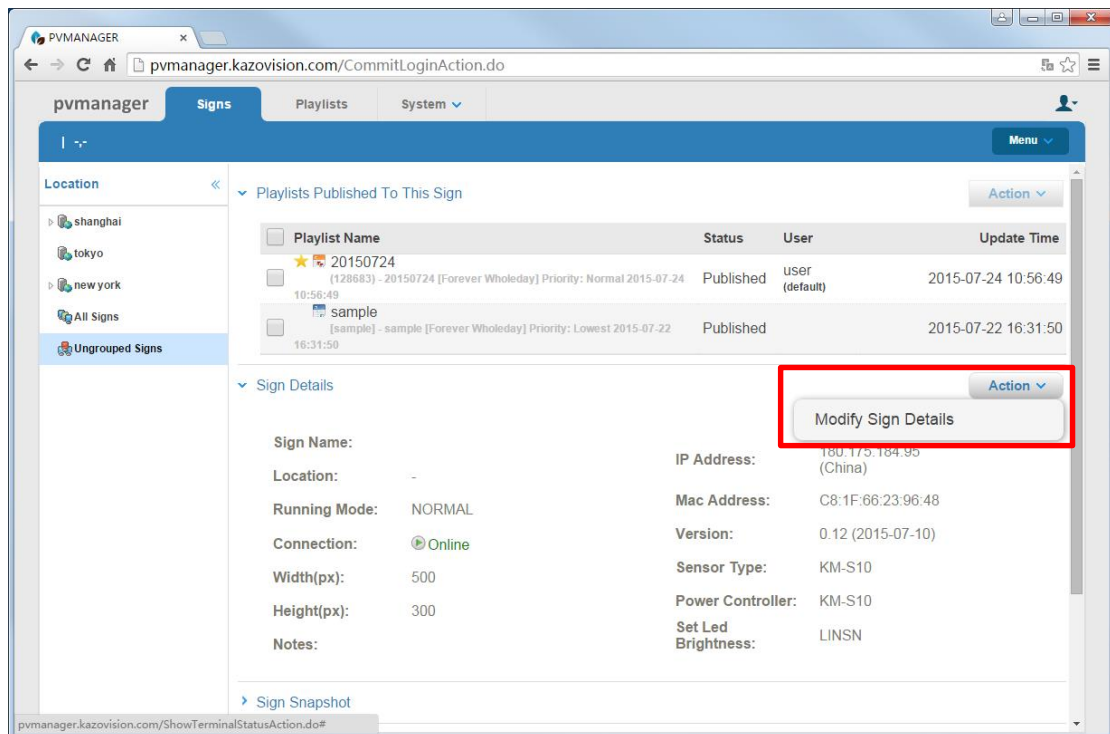 PVMANAGER
pvmanager.kazovision.com/CommitLoginAction.do
pvmanager Signs Playlists System
| -,-
Menu
Location
shanghai
tokyo
new york
All Signs
Ungrouped Signs
Playlists Published To This Sign
Action
Playlist Name Status User Update Time
20150724
(128683) - 20150724 [Forever Wholeday] Priority: Normal 2015-07-24
10:56:49
Published
user
(default)
2015-07-24 10:56:49
sample
[sample] - sample [Forever Wholeday] Priority: Lowest 2015-07-22
16:31:50
Published
2015-07-22 16:31:50
Sign Details
Action
Modify Sign Details
Sign Name:
Location: -
Running Mode: NORMAL
Connection: Online
Width(px): 500
Height(px): 300
Notes:
IP Address: 180.175.184.95
(China)
Mac Address: C8:1F:66:23:96:48
Version: 0.12 (2015-07-10)
Sensor Type: KM-S10
Power Controller: KM-S10
Set Led
Brightness: LINSN
Sign Snapshot
pvmanager.kazovision.com/ShowTerminalStatusAction.do#